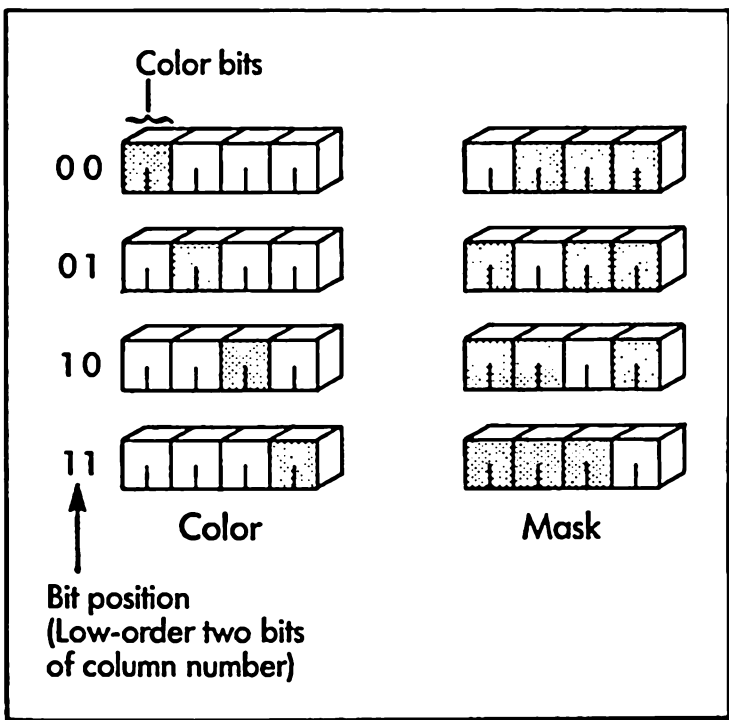 Color bits
00
01
10
11
Color
Mask
Bit position
(Low-order two bits
of column number)